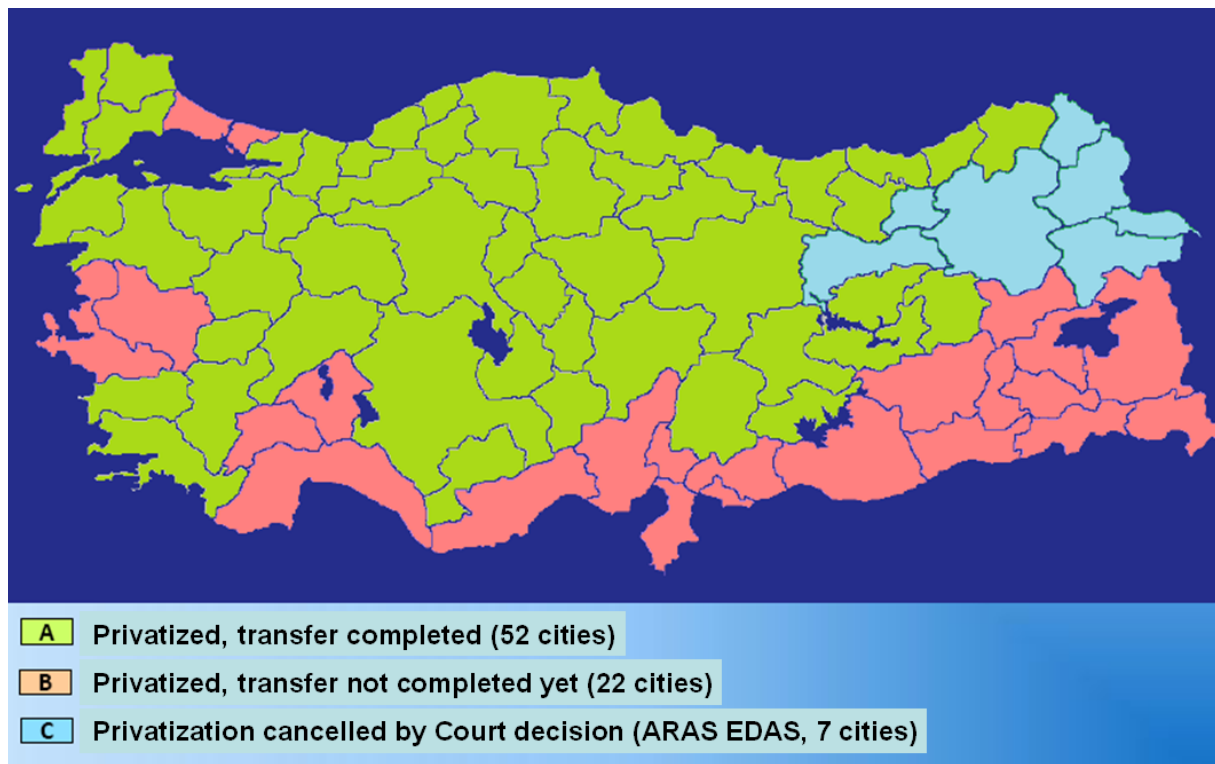 A Privatized, transfer completed (52 cities)
B Privatized, transfer not completed yet (22 cities)
C Privatization cancelled by Court decision (ARAS EDAS, 7 cities)